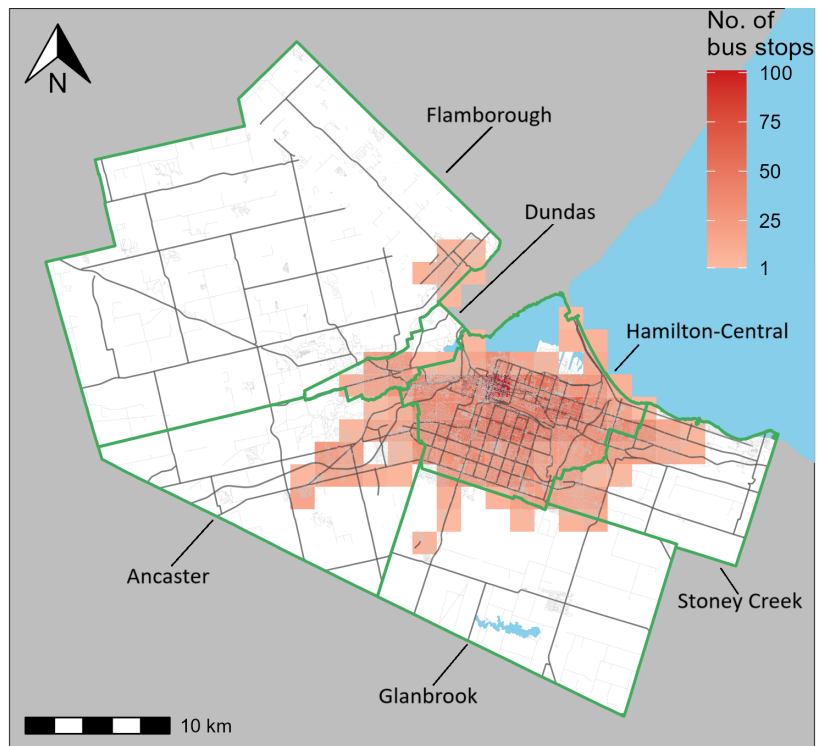 No. of
bus stops
100
75
50
25
1
N
Flamborough
Dundas
Hamilton-Central
Ancaster
Stoney Creek
Glanbrook
10 km